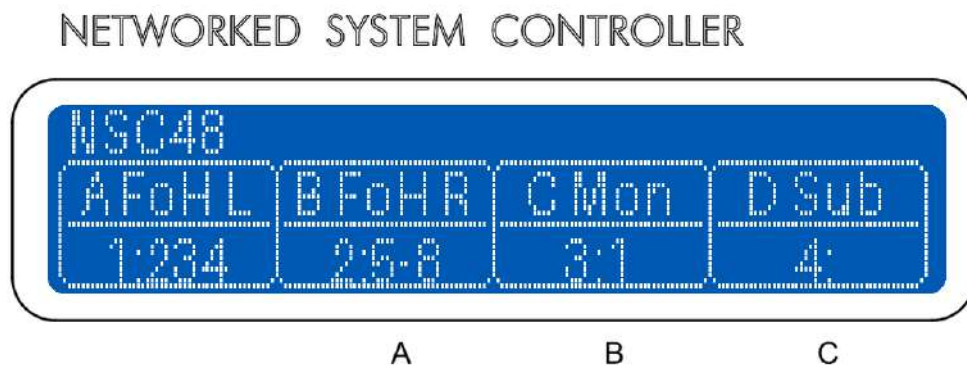 NETWORKED SYSTEM CONTROLLER
NSC48
A FoH L B FoH R C Mon D Sub
1:234 2:5-8 3:1 4:
A B C